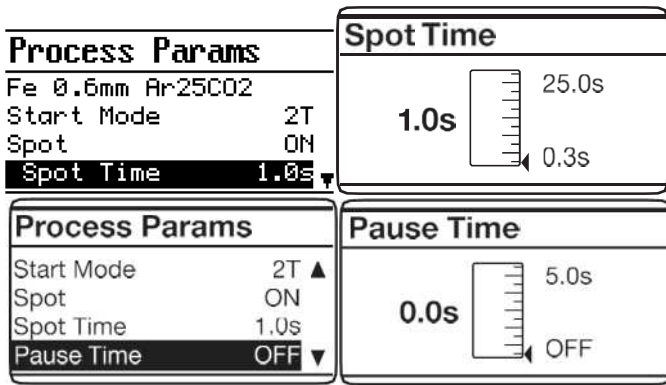 Process Params
Fe 0.6mm Ar25CO2
Start Mode 2T
Spot ON
Spot Time 1.0s ▼
Spot Time
25.0s
1.0s
0.3s
Process Params
Start Mode 2T ▲
Spot ON
Spot Time 1.0s
Pause Time OFF ▼
Pause Time
5.0s
0.0s
OFF